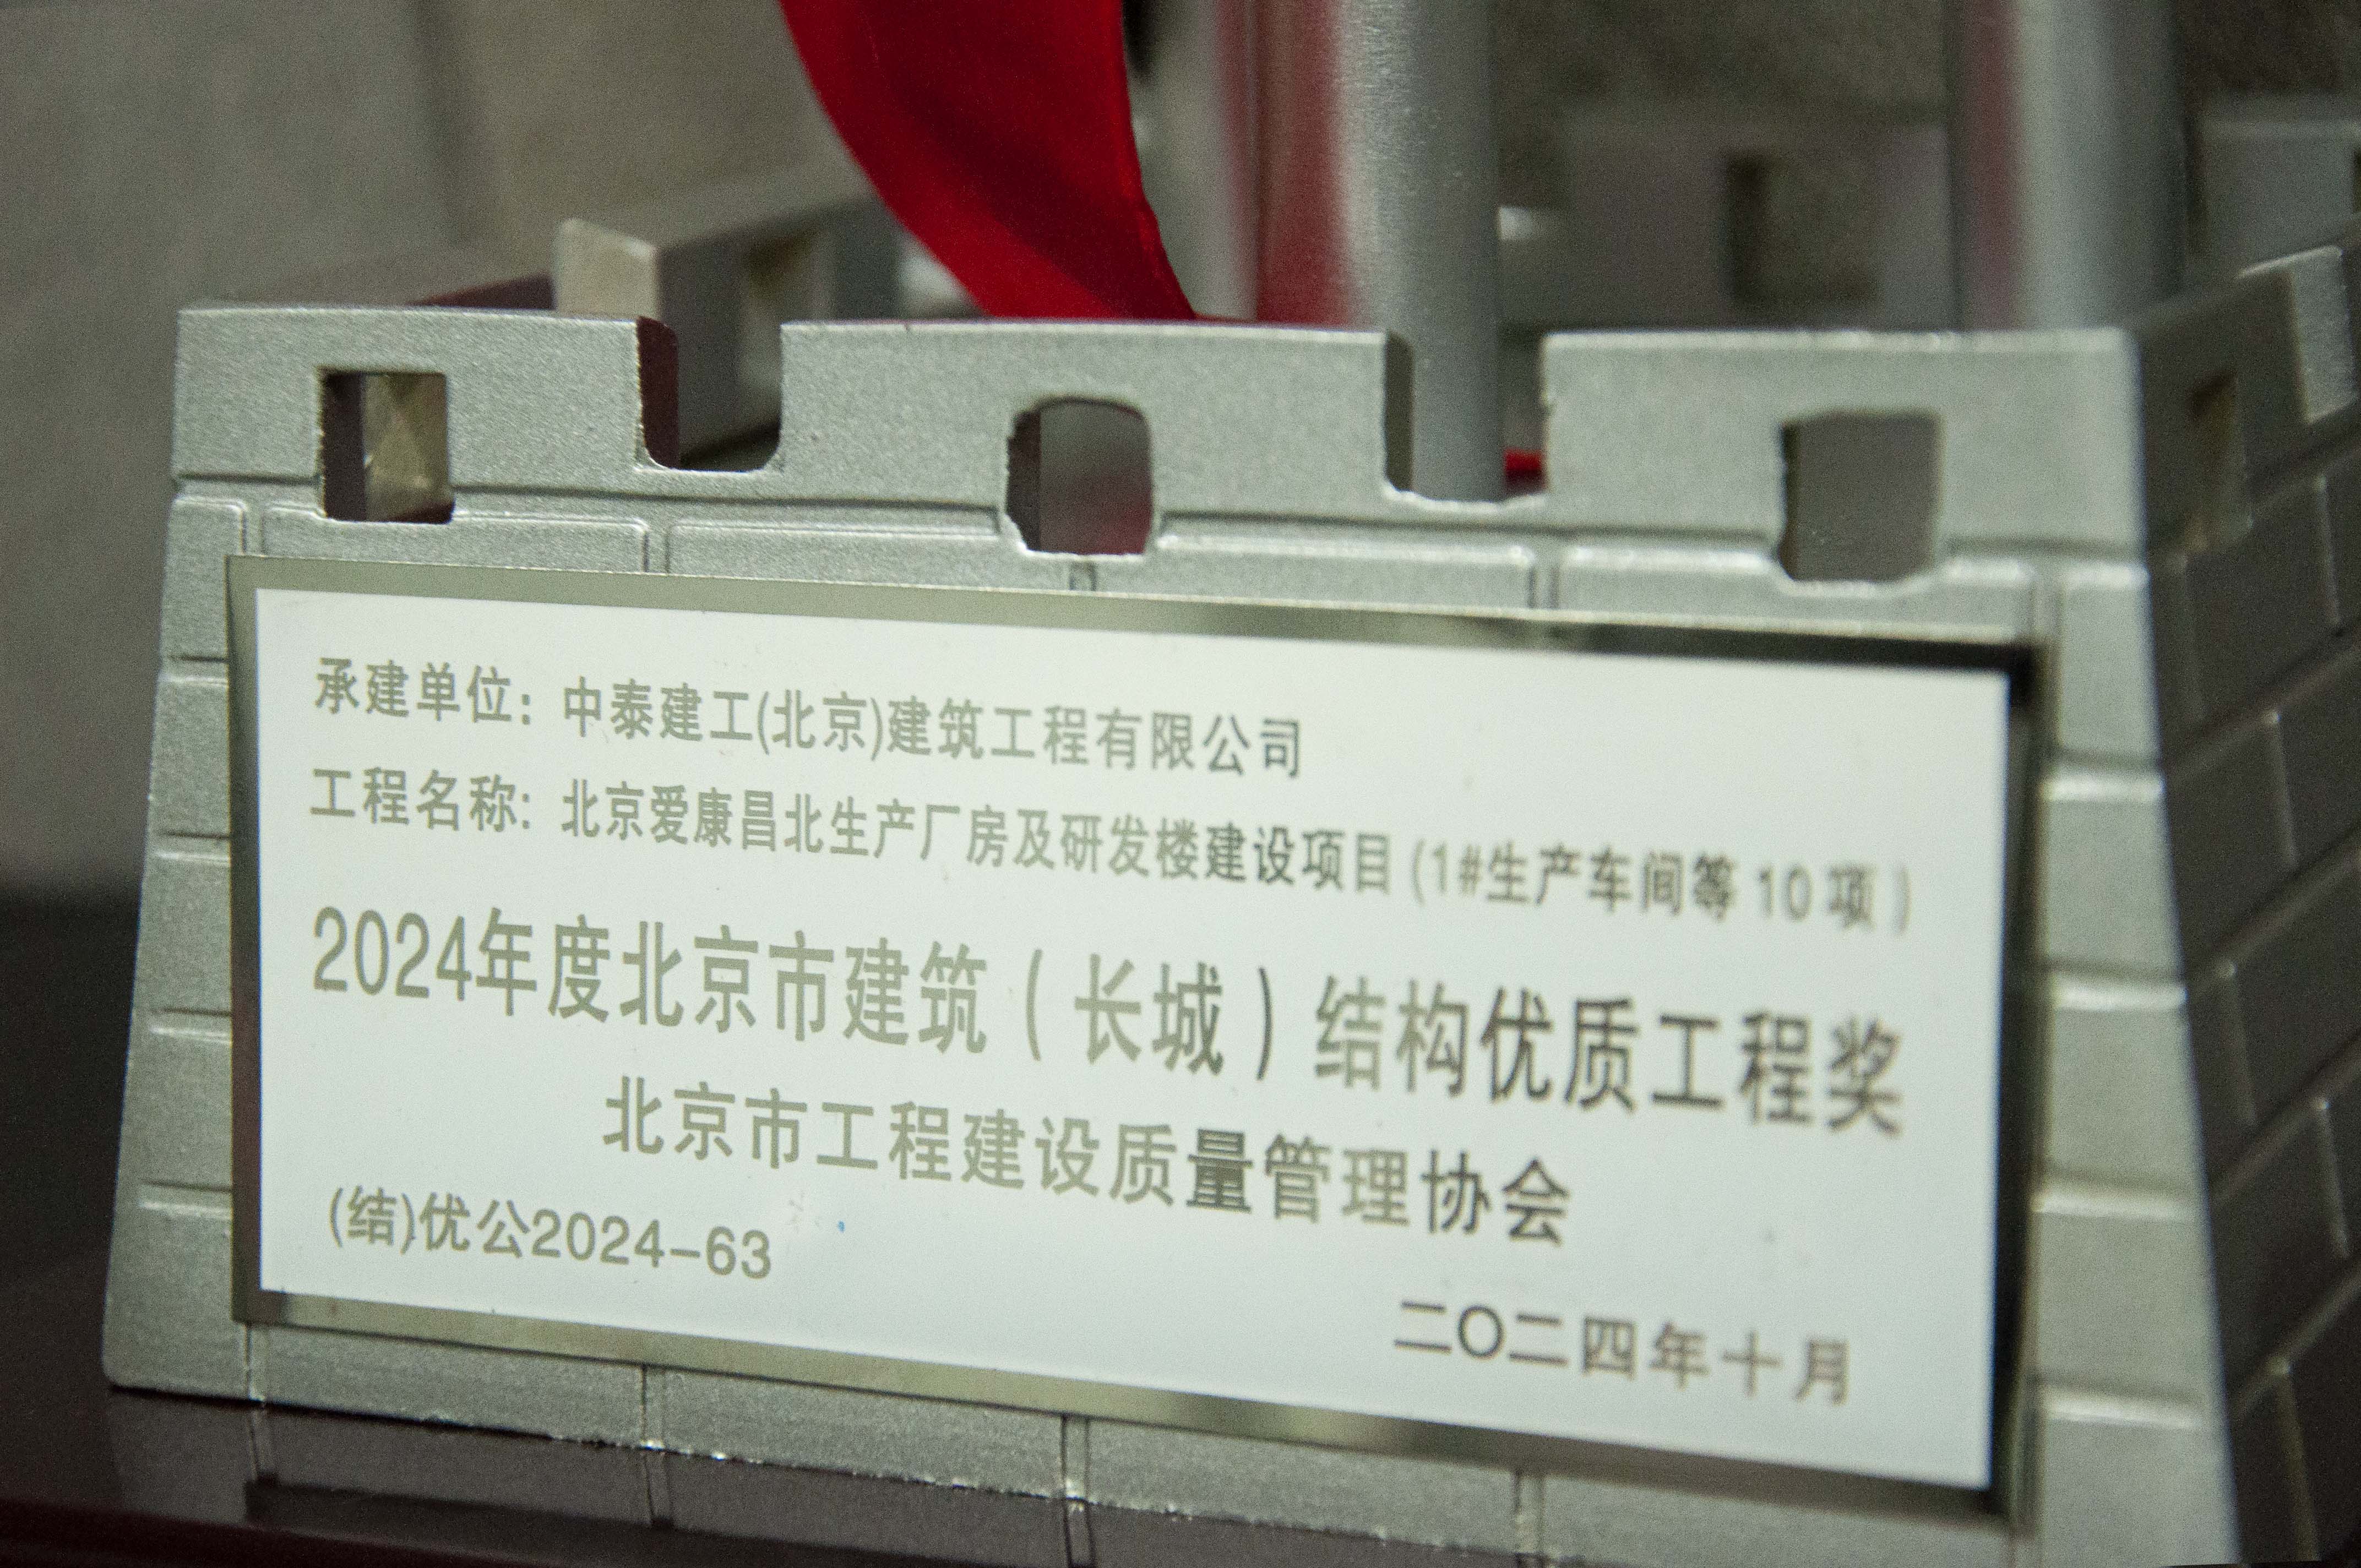 承建单位：中泰建工(北京)建筑工程有限公司
工程名称：北京爱康昌北生产厂房及研发楼建设项目(1#生产车间等10项)
2024年度北京市建筑（长城）结构优质工程奖
北京市工程建设质量管理协会
(结)优公2024-63
二〇二四年十月